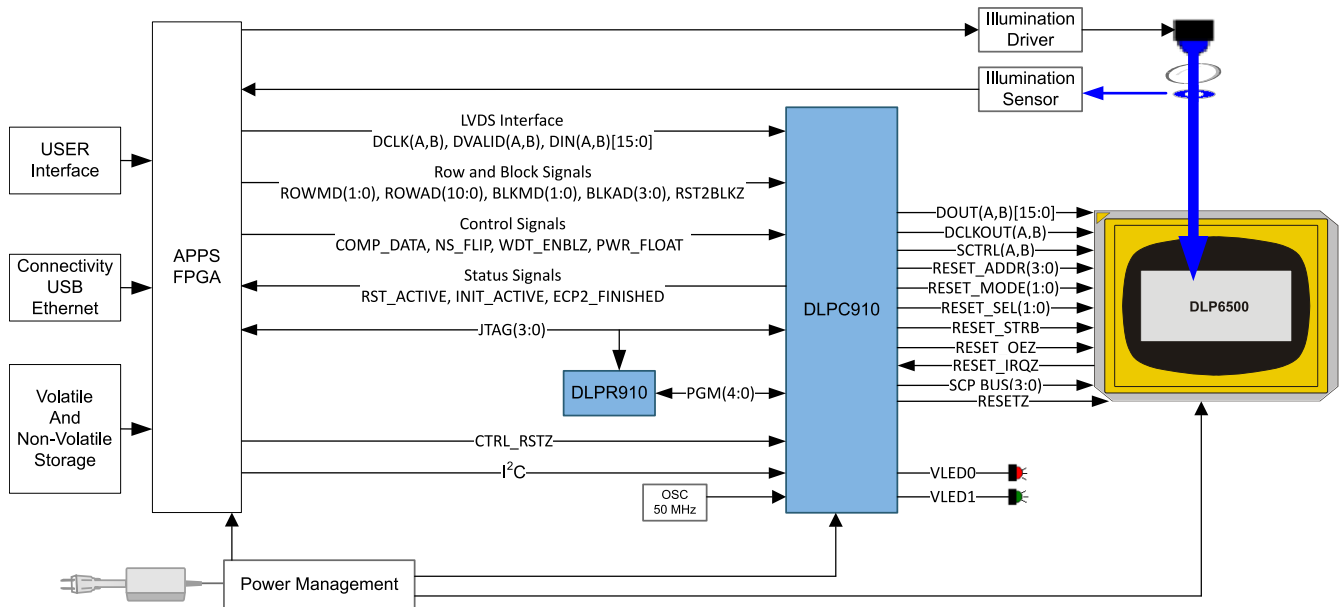 Illumination
Driver
Illumination
Sensor
USER
Interface
Connectivity
USB
Ethernet
Volatile
And
Non-Volatile
Storage
APPS
FPGA
LVDS Interface
DCLK(A,B), DVALID(A,B), DIN(A,B)[15:0]
Row and Block Signals
ROWMD(1:0), ROWAD(10:0), BLKMD(1:0), BLKAD(3:0), RST2BLKZ
Control Signals
COMP_DATA, NS_FLIP, WDT_ENBLZ, PWR_FLOAT
Status Signals
RST_ACTIVE, INIT_ACTIVE, ECP2_FINISHED
JTAG(3:0)
DLPR910
PGM(4:0)
CTRL_RSTZ
I²C
OSC
50 MHz
DLPC910
DOUT(A,B)[15:0]
DCLKOUT(A,B)
SCTRL(A,B)
RESET_ADDR(3:0)
RESET_MODE(1:0)
RESET_SEL(1:0)
RESET_STRB
RESET_OEZ
RESET_IRQZ
SCP BUS(3:0)
RESETZ
VLED0
VLED1
DLP6500
Power Management